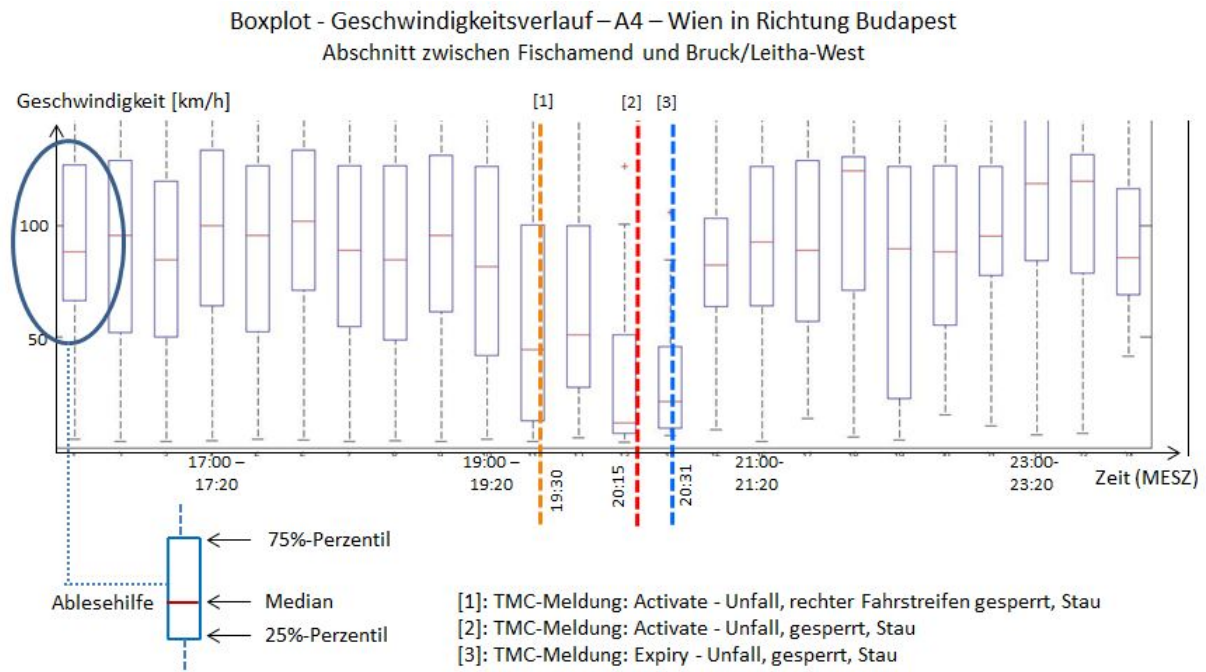 Boxplot - Geschwindigkeitsverlauf – A4 – Wien in Richtung Budapest
Abschnitt zwischen Fischamend und Bruck/Leitha-West
Geschwindigkeit [km/h]
[1]
[2]
[3]
100
50
17:00 –
17:20
19:00 –
19:20
19:30
20:15
20:31
21:00-
21:20
23:00-
23:20
Zeit (MESZ)
75%-Perzentil
Ablesehilfe
Median
25%-Perzentil
[1]: TMC-Meldung: Activate - Unfall, rechter Fahrstreifen gesperrt, Stau
[2]: TMC-Meldung: Activate - Unfall, gesperrt, Stau
[3]: TMC-Meldung: Expiry - Unfall, gesperrt, Stau